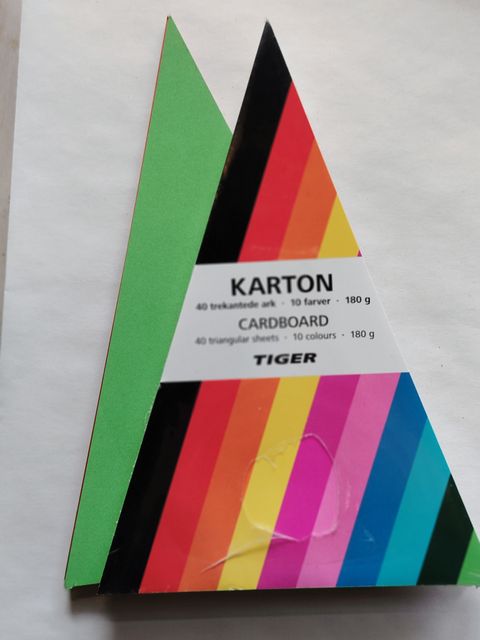 KARTON
40 trekantede ark · 10 farver · 180 g
CARDBOARD
40 triangular sheets · 10 colours · 180 g
TIGER